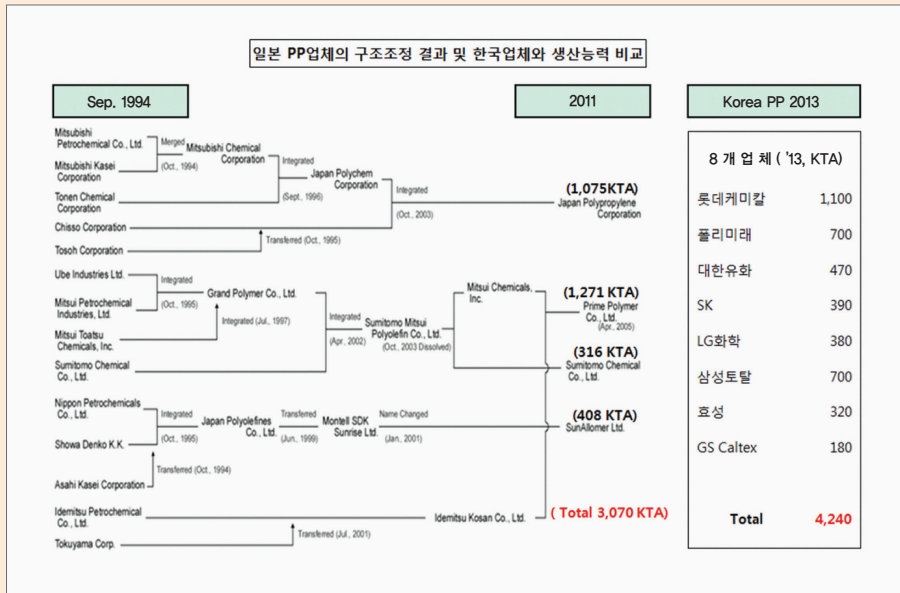 일본 PP업체의 구조조정 결과 및 한국업체와 생산능력 비교
Sep. 1994
2011
Korea PP 2013
Mitsubishi
Petrochemical Co., Ltd.
Merged
(Oct., 1994)
Mitsubishi Kasei
Corporation
Mitsubishi Chemical
Corporation
Integrated
(Sept., 1996)
Tonen Chemical
Corporation
Japan Polychem
Corporation
Integrated
(Oct., 2003)
Chisso Corporation
Transferred (Oct., 1995)
Tosoh Corporation
(1,075KTA)
Japan Polypropylene
Corporation
Ube Industries Ltd.
Integrated
(Oct., 1995)
Mitsui Petrochemical
Industries, Ltd.
Grand Polymer Co., Ltd.
Integrated (Jul., 1997)
Mitsui Toatsu
Chemicals, Inc.
Sumitomo Chemical
Co., Ltd.
Integrated
(Apr., 2002)
Sumitomo Mitsui
Polyolefin Co., Ltd.
(Oct., 2003 Dissolved)
Mitsui Chemicals,
Inc.
(1,271 KTA)
Prime Polymer
Co., Ltd.
(Apr., 2005)
(316 KTA)
Sumitomo Chemical
Co., Ltd.
Nippon Petrochemicals
Co., Ltd.
Integrated
(Oct., 1995)
Showa Denko K.K.
Japan Polyolefines
Co., Ltd.
Transferred
(Jun., 1999)
Montell SDK
Sunrise Ltd.
Name Changed
(Jan., 2001)
(408 KTA)
SunAllomer Ltd.
Transferred (Oct., 1994)
Asahi Kasei Corporation
Idemitsu Petrochemical
Co., Ltd.
Idemitsu Kosan Co., Ltd.
( Total 3,070 KTA)
Transferred (Jul., 2001)
Tokuyama Corp.
8 개 업 체 ( '13, KTA)
롯데케미칼 1,100
폴리미래 700
대한유화 470
SK 390
LG화학 380
삼성토탈 700
효성 320
GS Caltex 180
Total 4,240